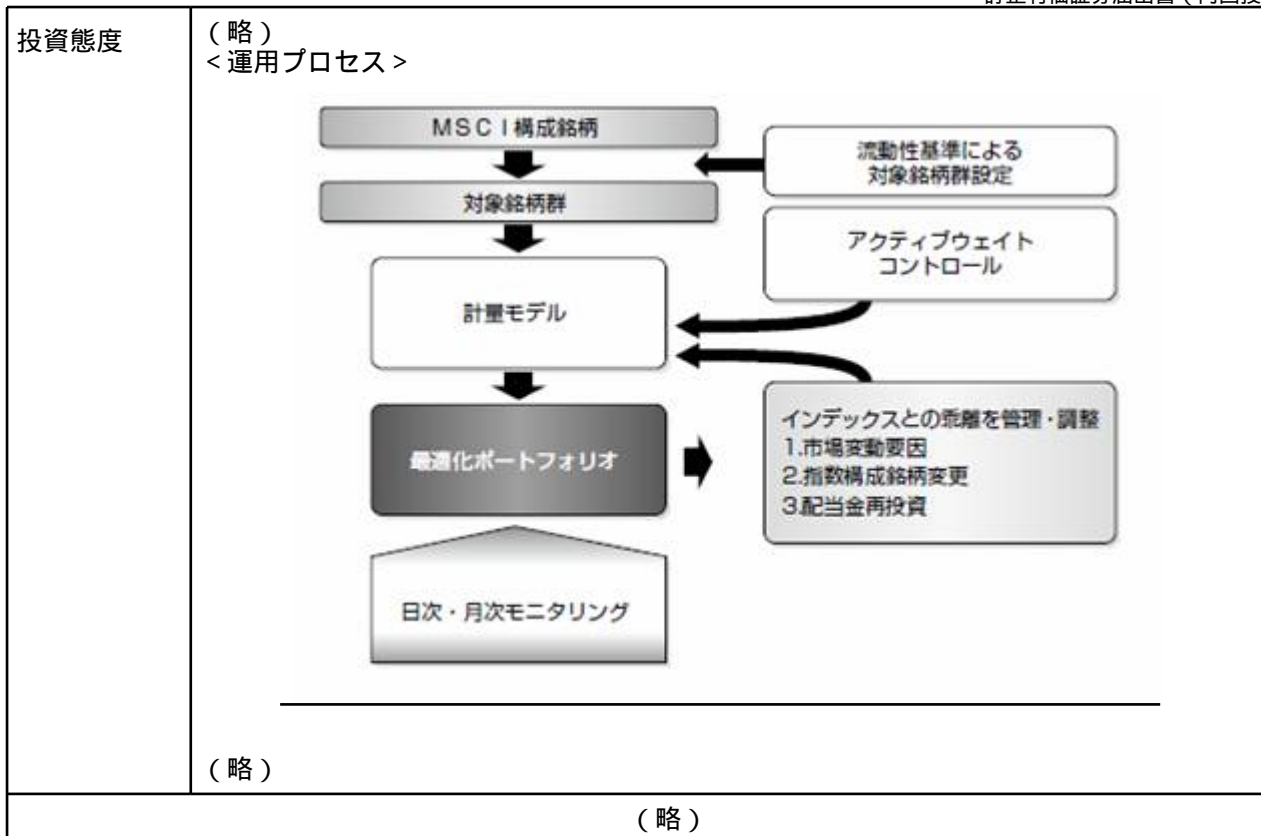 投資態度
（略）
＜運用プロセス＞
ＭＳＣＩ構成銘柄
流動性基準による
対象銘柄群設定
対象銘柄群
アクティブウェイト
コントロール
計量モデル
最適化ポートフォリオ
インデックスとの乖離を管理・調整
1.市場変動要因
2.指数構成銘柄変更
3.配当金再投資
日次・月次モニタリング
（略）
（略）